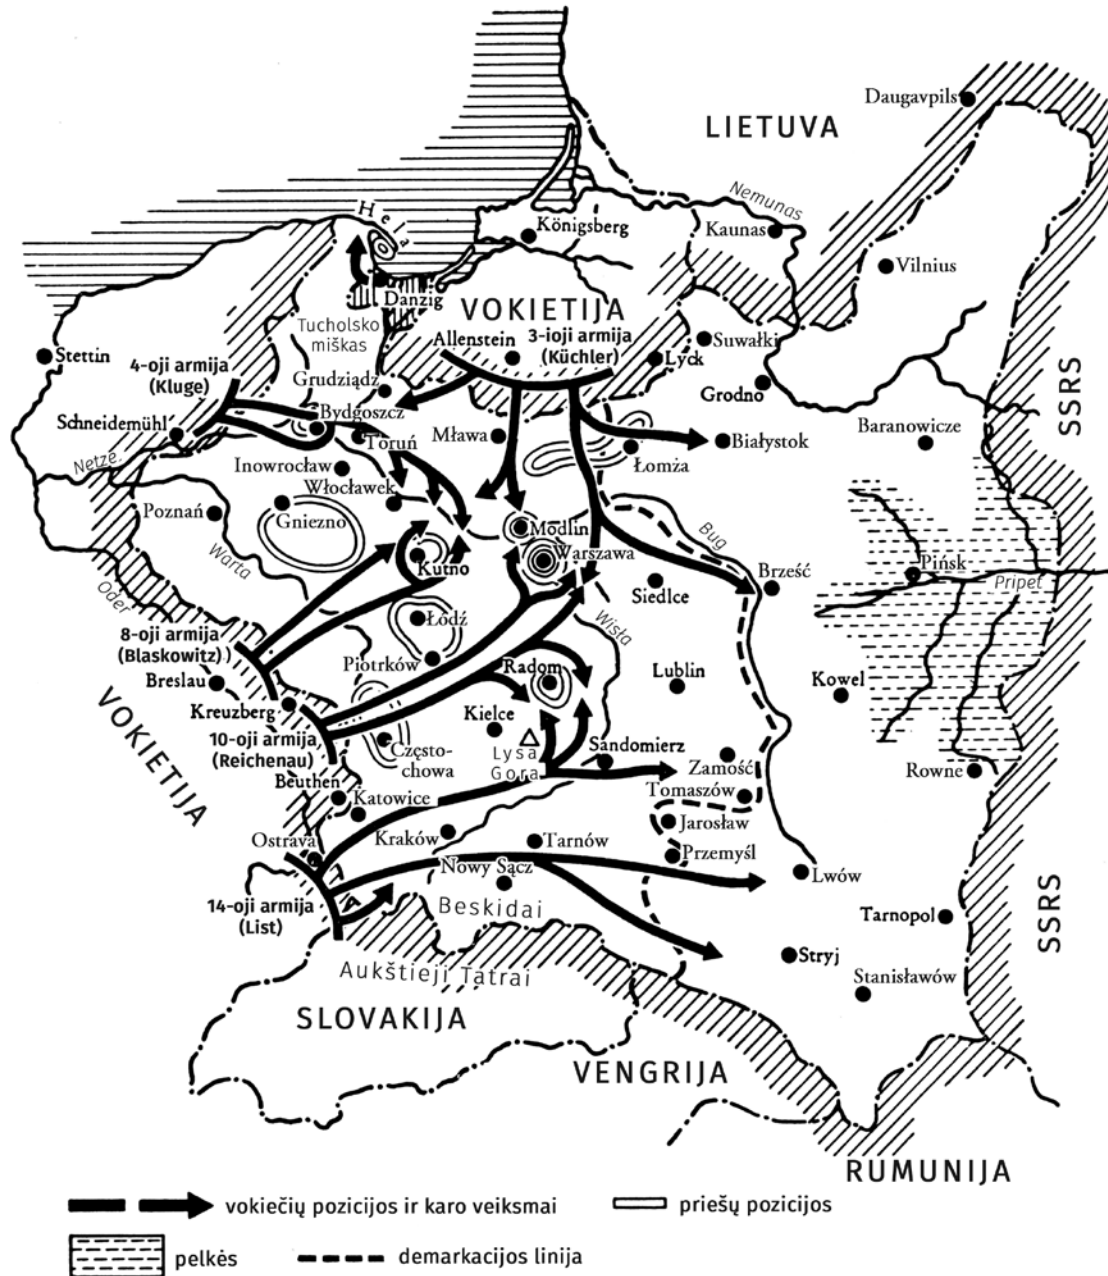 Daugavpils
LIETUVA
Nemunas
Hela
Königsberg
Kaunas
Vilnius
Danzig
VOKIETIJA
Tucholsko
miškas
Allenstein
3-ioji armija
(Küchler)
Suwałki
Lyck
Stettin
4-oji armija
(Kluge)
Grudziądz
Grodno
SSRS
Schneidemühl
Bydgoszcz
Toruń
Mława
Białystok
Baranowicze
Netze
Inowrocław
Łomża
Włocławek
Poznań
Gniezno
Modlin
Bug
Warszawa
Warta
Kutno
Brześć
Pińsk
Pripet
Oder
Siedlce
Łódź
Wisła
8-oji armija
(Blaskowitz)
Piotrków
Radom
Lublin
Kowel
Breslau
VOKIETIJA
Kreuzberg
Kielce
10-oji armija
(Reichenau)
Często-
chowa
Lysa
Gora
Sandomierz
Zamość
Rowne
Beuthen
Katowice
Tomaszów
Jarosław
Ostrava
Kraków
Tarnów
Przemyśl
Nowy Sącz
Lwów
14-oji armija
(List)
Beskidai
Tarnopol
SSRS
Stryj
Aukštieji Tatrai
Stanisławów
SLOVAKIJA
VENGRIJA
RUMUNIJA
vokiečių pozicijos ir karo veiksmai
priešų pozicijos
pelkės
demarkacijos linija